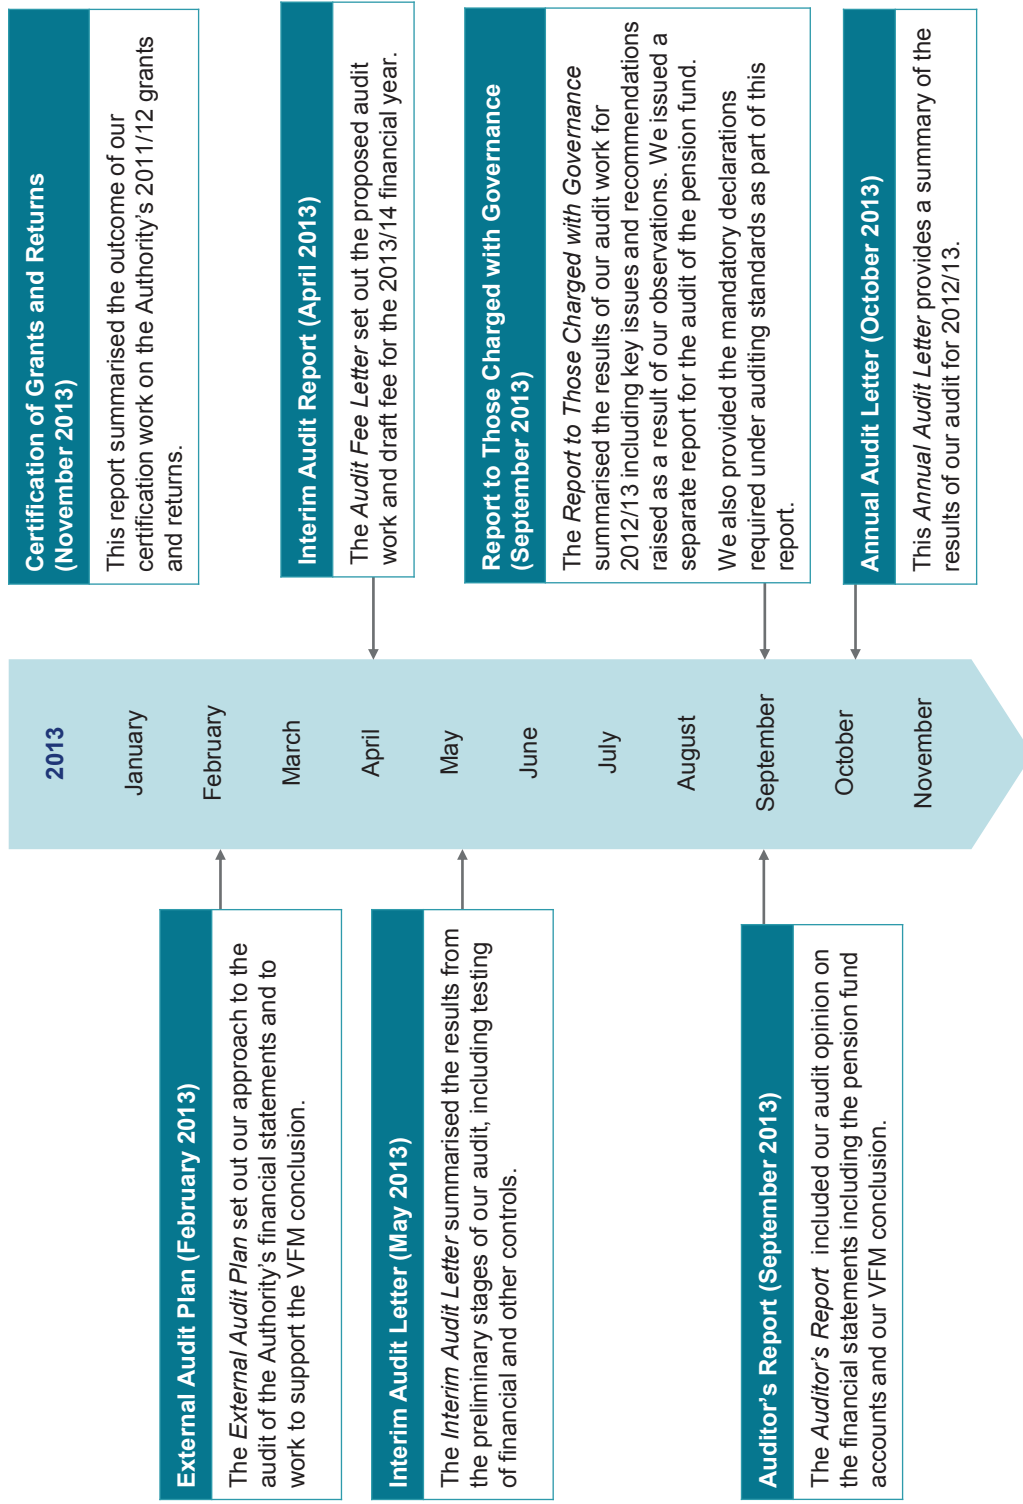 External Audit Plan (February 2013)
The External Audit Plan set out our approach to the
audit of the Authority's financial statements and to
work to support the VFM conclusion.
Interim Audit Letter (May 2013)
The Interim Audit Letter summarised the results from
the preliminary stages of our audit, including testing
of financial and other controls.
Auditor's Report (September 2013)
The Auditor's Report included our audit opinion on
the financial statements including the pension fund
accounts and our VFM conclusion.
2013
January
February
March
April
May
June
July
August
September
October
November
Certification of Grants and Returns
(November 2013)
This report summarised the outcome of our
certification work on the Authority's 2011/12 grants
and returns.
Interim Audit Report (April 2013)
The Audit Fee Letter set out the proposed audit
work and draft fee for the 2013/14 financial year.
Report to Those Charged with Governance
(September 2013)
The Report to Those Charged with Governance
summarised the results of our audit work for
2012/13 including key issues and recommendations
raised as a result of our observations. We issued a
separate report for the audit of the pension fund.
We also provided the mandatory declarations
required under auditing standards as part of this
report.
Annual Audit Letter (October 2013)
This Annual Audit Letter provides a summary of the
results of our audit for 2012/13.